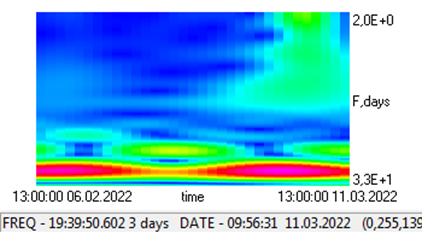 2,0E+0
F,days
3,3E+1
13:00:00 06.02.2022 time 13:00:00 11.03.2022
FREQ - 19:39:50.602 3 days DATE - 09:56:31 11.03.2022 (0,255,139